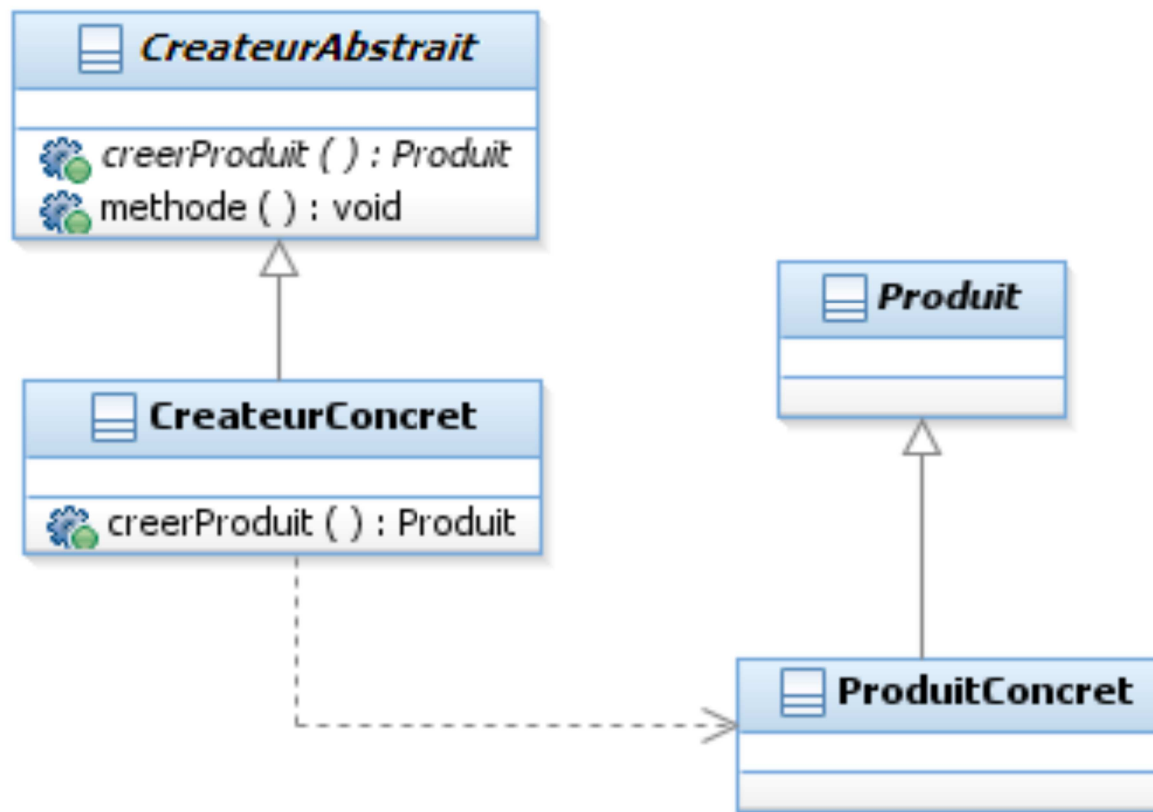 CreateurAbstrait
creerProduit ( ) : Produit
methode ( ) : void
Produit
CreateurConcret
creerProduit ( ) : Produit
ProduitConcret